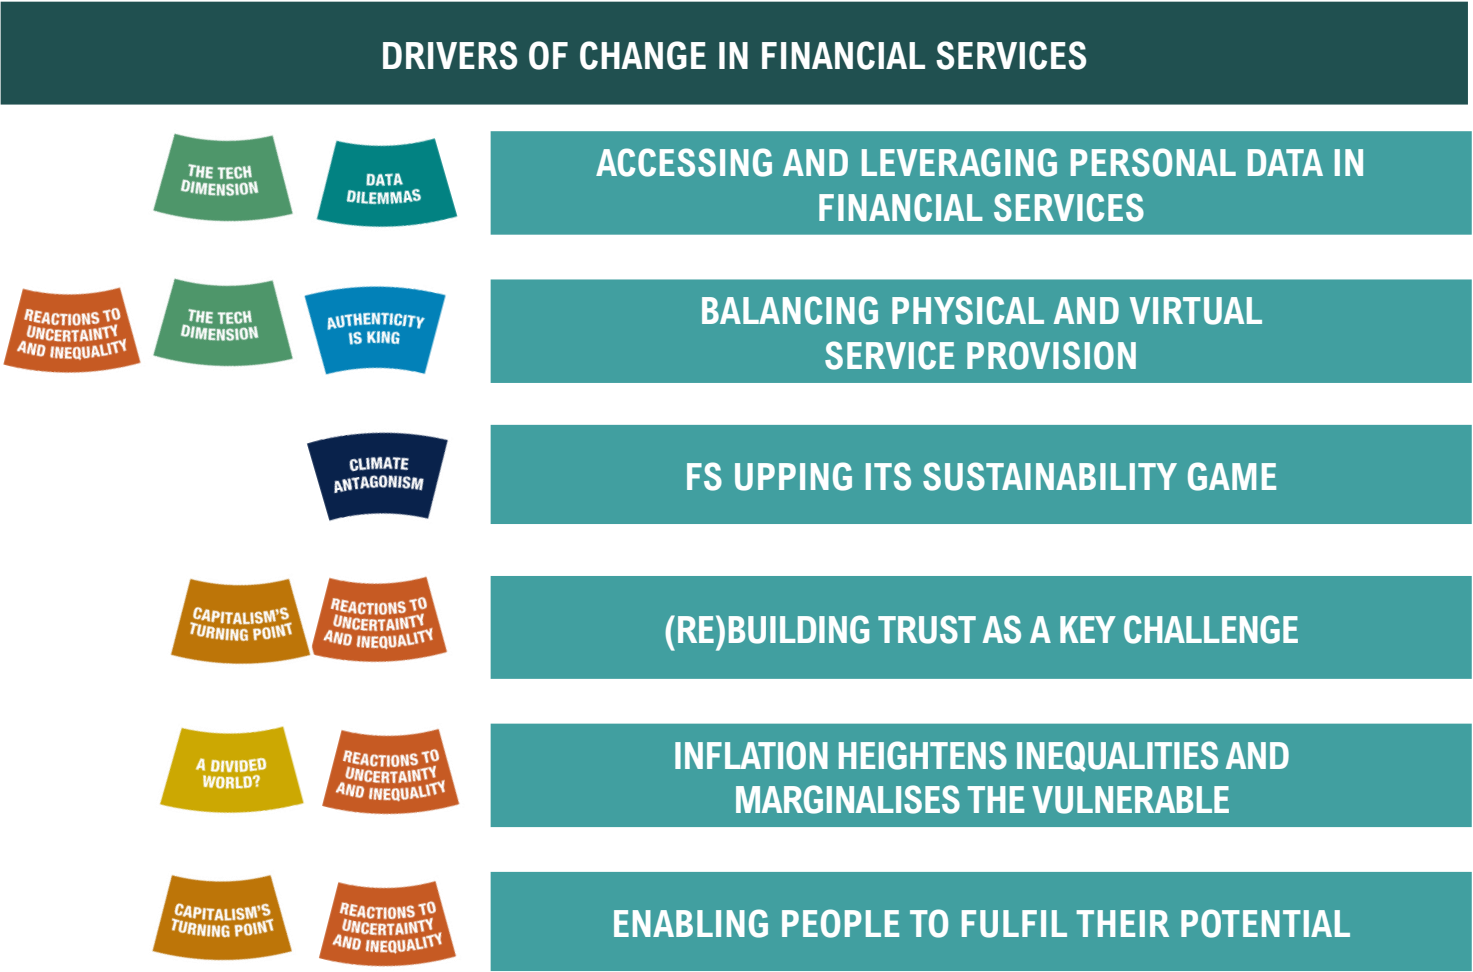 DRIVERS OF CHANGE IN FINANCIAL SERVICES
THE TECH
DIMENSION
DATA
DILEMMAS
ACCESSING AND LEVERAGING PERSONAL DATA IN
FINANCIAL SERVICES
REACTIONS TO
UNCERTAINTY
AND INEQUALITY
THE TECH
DIMENSION
AUTHENTICITY
IS KING
BALANCING PHYSICAL AND VIRTUAL
SERVICE PROVISION
CLIMATE
ANTAGONISM
FS UPPING ITS SUSTAINABILITY GAME
CAPITALISM'S
TURNING POINT
REACTIONS TO
UNCERTAINTY
AND INEQUALITY
(RE)BUILDING TRUST AS A KEY CHALLENGE
A DIVIDED
WORLD?
REACTIONS TO
UNCERTAINTY
AND INEQUALITY
INFLATION HEIGHTENS INEQUALITIES AND
MARGINALISES THE VULNERABLE
CAPITALISM'S
TURNING POINT
REACTIONS TO
UNCERTAINTY
AND INEQUALITY
ENABLING PEOPLE TO FULFIL THEIR POTENTIAL